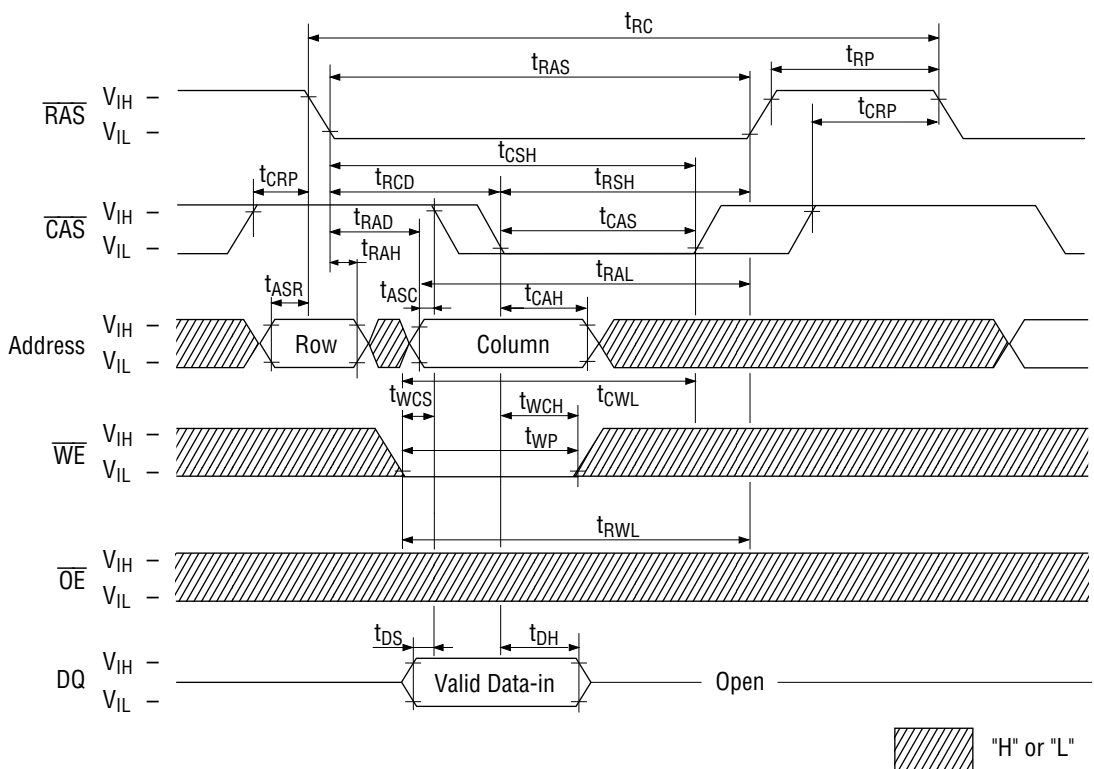 tRC
tRAS
tRP
RAS
VIH –
VIL –
tCRP
tCSH
tCRP
tRCD
tRSH
CAS
VIH –
VIL –
tRAD
tCAS
tRAH
tRAL
tASR
tASC
tCAH
Address
VIH –
VIL –
Row
Column
tWCS
tWCH
tCWL
WE
VIH –
VIL –
tWP
tRWL
OE
VIH –
VIL –
tDS
tDH
DQ
VIH –
VIL –
Valid Data-in
Open
"H" or "L"